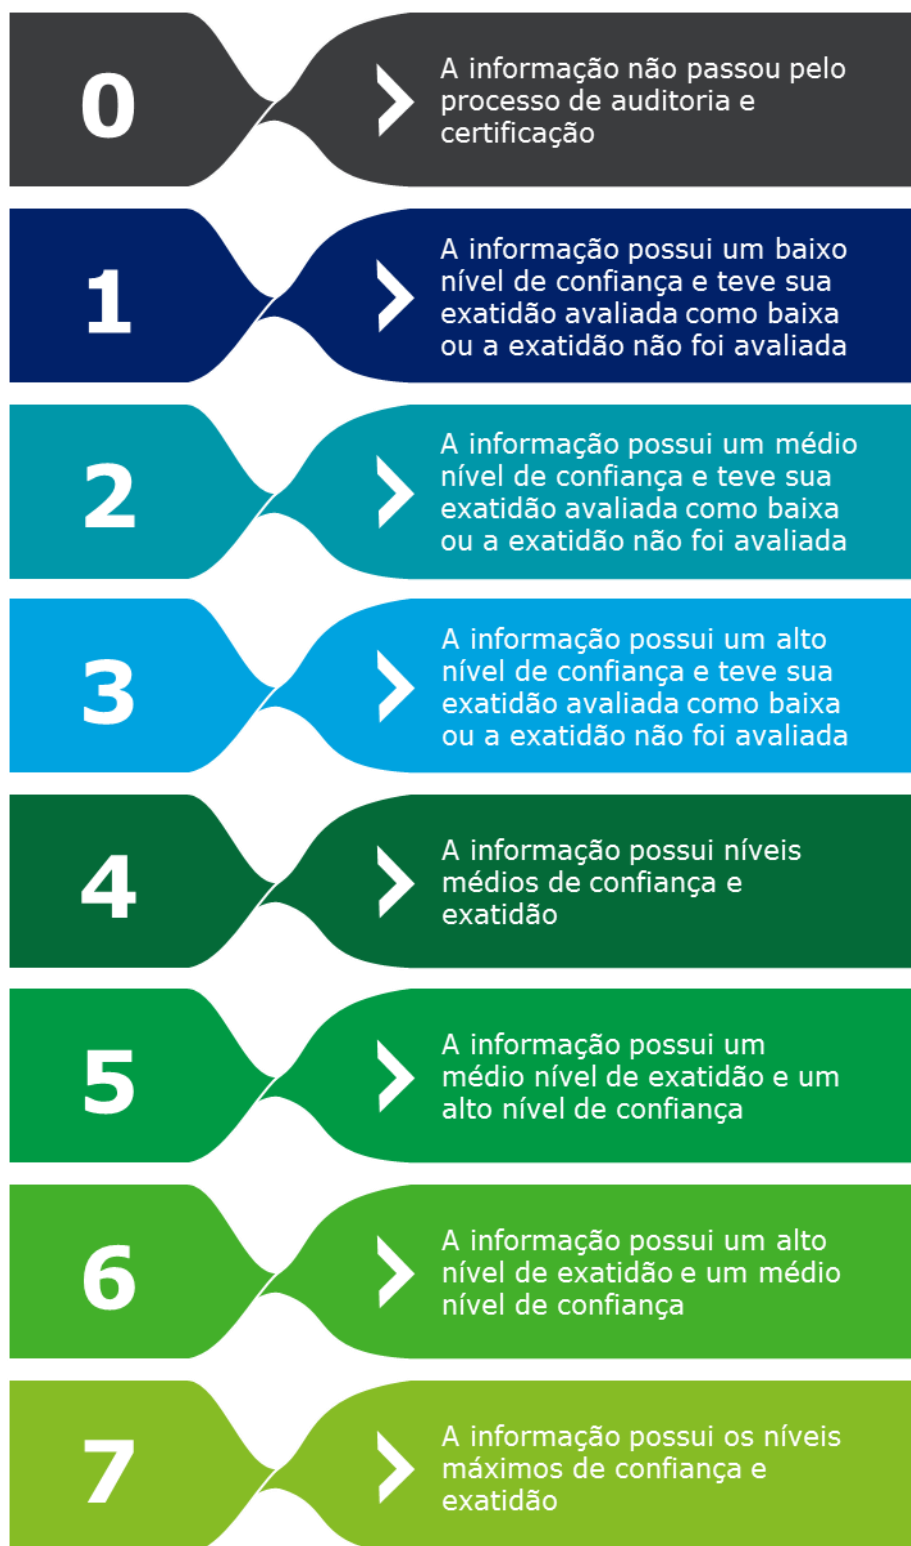 0
A informação não passou pelo
processo de auditoria e
certificação
1
A informação possui um baixo
nível de confiança e teve sua
exatidão avaliada como baixa
ou a exatidão não foi avaliada
2
A informação possui um médio
nível de confiança e teve sua
exatidão avaliada como baixa
ou a exatidão não foi avaliada
3
A informação possui um alto
nível de confiança e teve sua
exatidão avaliada como baixa
ou a exatidão não foi avaliada
4
A informação possui níveis
médios de confiança e
exatidão
5
A informação possui um
médio nível de exatidão e um
alto nível de confiança
6
A informação possui um alto
nível de exatidão e um médio
nível de confiança
7
A informação possui os níveis
máximos de confiança e
exatidão